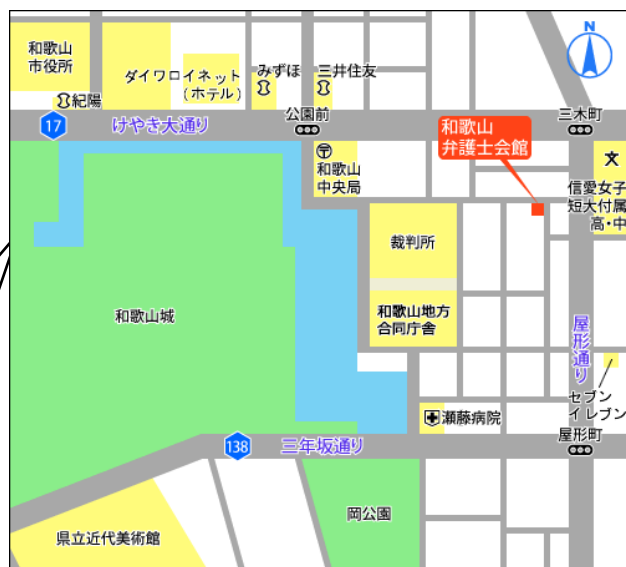 N
和歌山
市役所
ダイワロイネット
(ホテル)
みずほ
三井住友
紀陽
17
けやき大通り
公園前
三木町
和歌山
弁護士会館
〒
和歌山
中央局
文
信愛女子
短大付属
高・中
裁判所
和歌山城
和歌山地方
合同庁舎
屋形通り
セブン
イレブン
瀬藤病院
138
三年坂通り
屋形町
岡公園
県立近代美術館